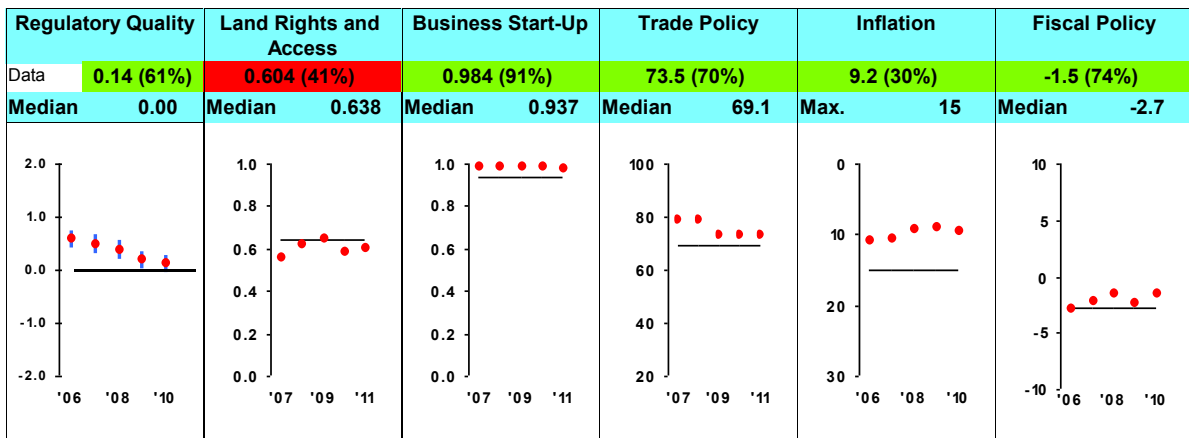 Regulatory Quality Land Rights and Access Business Start-Up Trade Policy Inflation Fiscal Policy
Data 0.14 (61%) 0.604 (41%) 0.984 (91%) 73.5 (70%) 9.2 (30%) -1.5 (74%)
Median 0.00 Median 0.638 Median 0.937 Median 69.1 Max. 15 Median -2.7
2.0 1.0 1.0 100 0 10
1.0 0.8 0.8 80 10 5
0.0 0.6 0.6 60 20 0
-1.0 0.4 0.4 40 30 -5
-2.0 0.2 0.2 20 -10
0.0 0.0
'06 '08 '10 '07 '09 '11 '07 '09 '11 '07 '09 '11 '06 '08 '10 '06 '08 '10